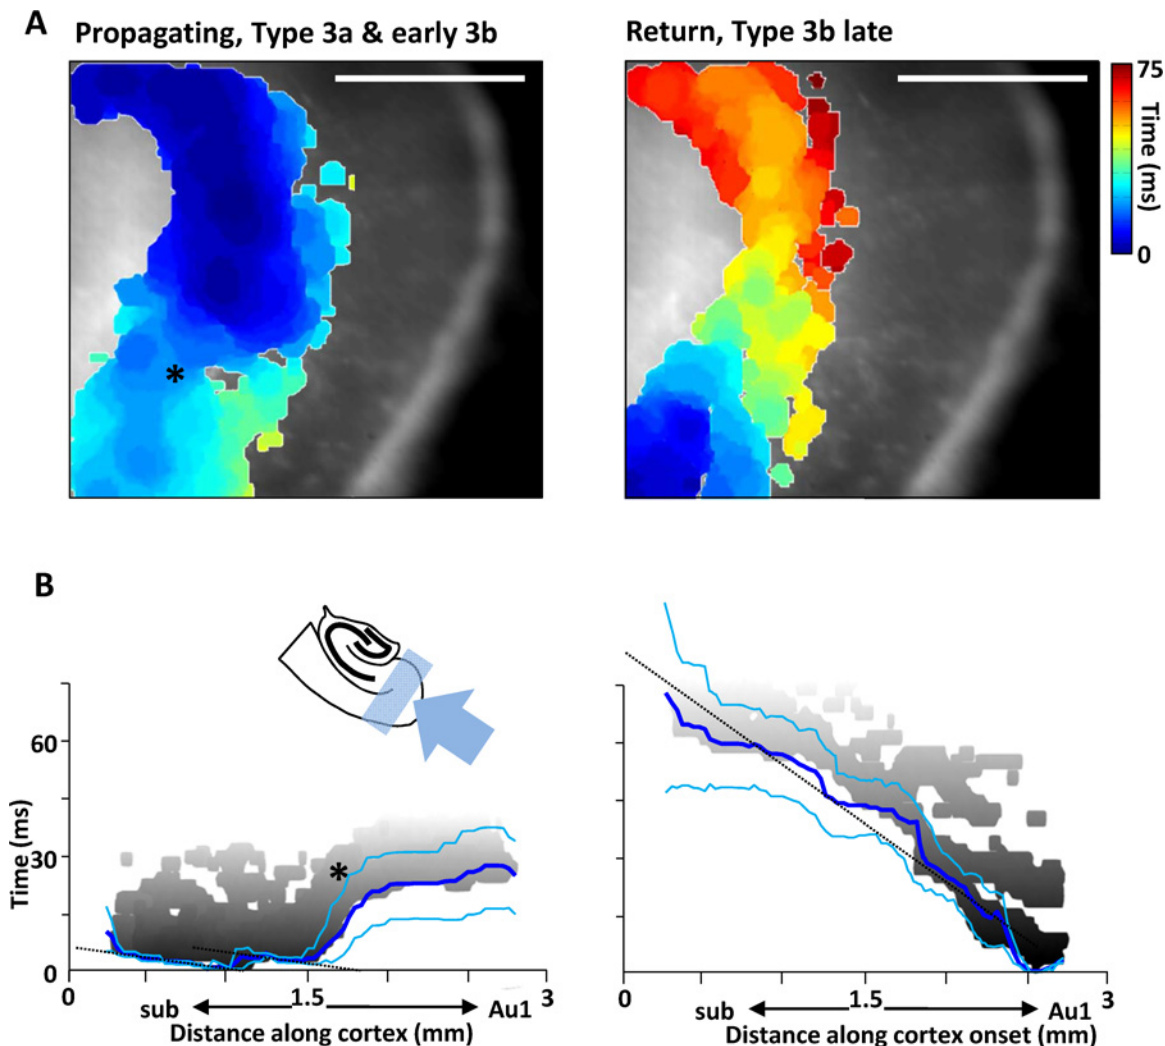 A
Propagating, Type 3a & early 3b
Return, Type 3b late
75
Time (ms)
0
*
B
60
30
0
Time (ms)
*
0
1.5
3
sub
Au1
Distance along cortex (mm)
0
1.5
3
sub
Au1
Distance along cortex onset (mm)